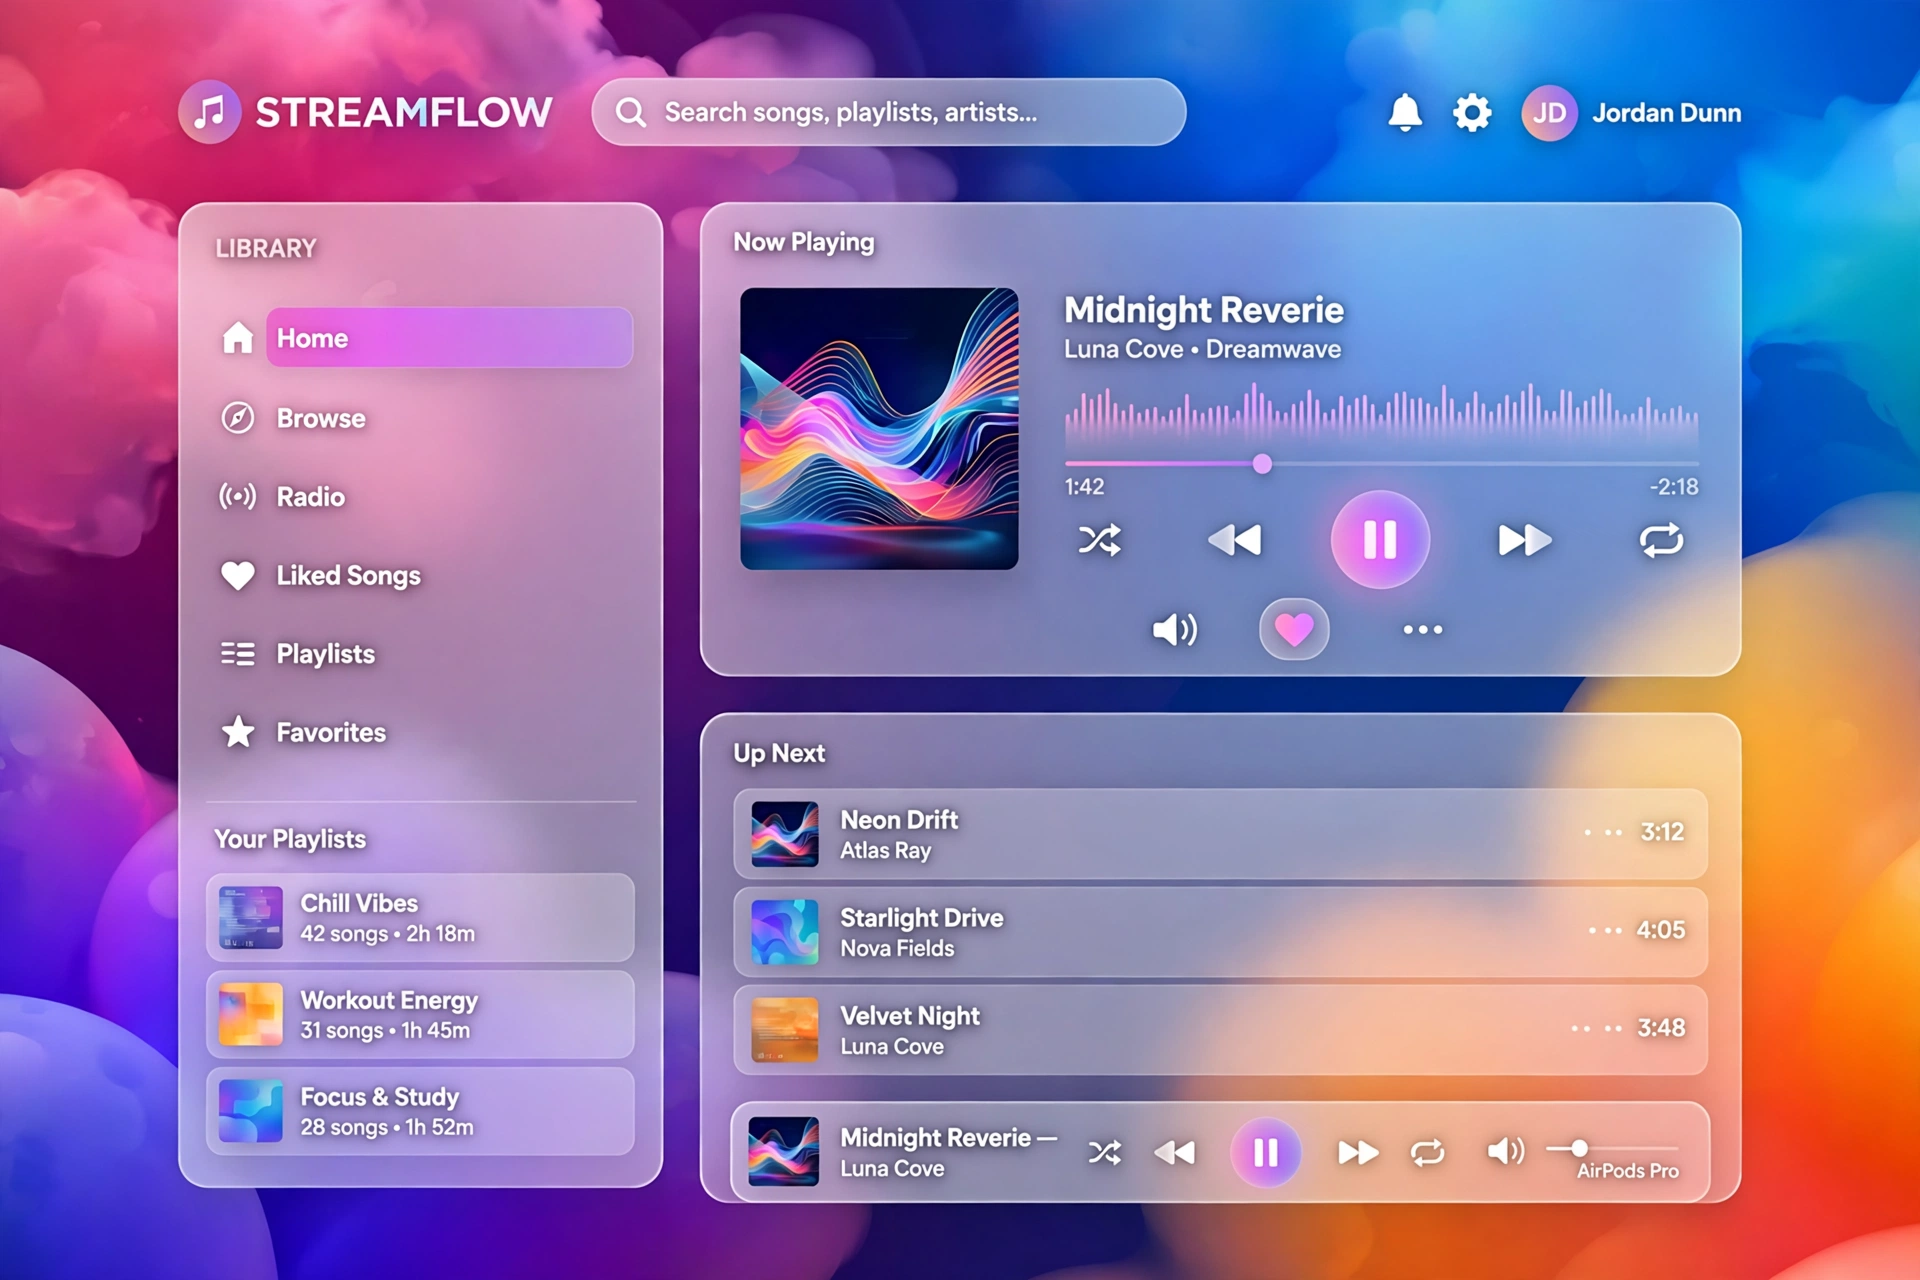 STREAMFLOW
Search songs, playlists, artists...
JD
Jordan Dunn
LIBRARY
Home
Browse
Radio
Liked Songs
Playlists
Favorites
Your Playlists
Chill Vibes
42 songs • 2h 18m
Workout Energy
31 songs • 1h 45m
Focus & Study
28 songs • 1h 52m
Now Playing
Midnight Reverie
Luna Cove • Dreamwave
1:42
-2:18
Up Next
Neon Drift
Atlas Ray
3:12
Starlight Drive
Nova Fields
4:05
Velvet Night
Luna Cove
3:48
Midnight Reverie —
Luna Cove
AirPods Pro